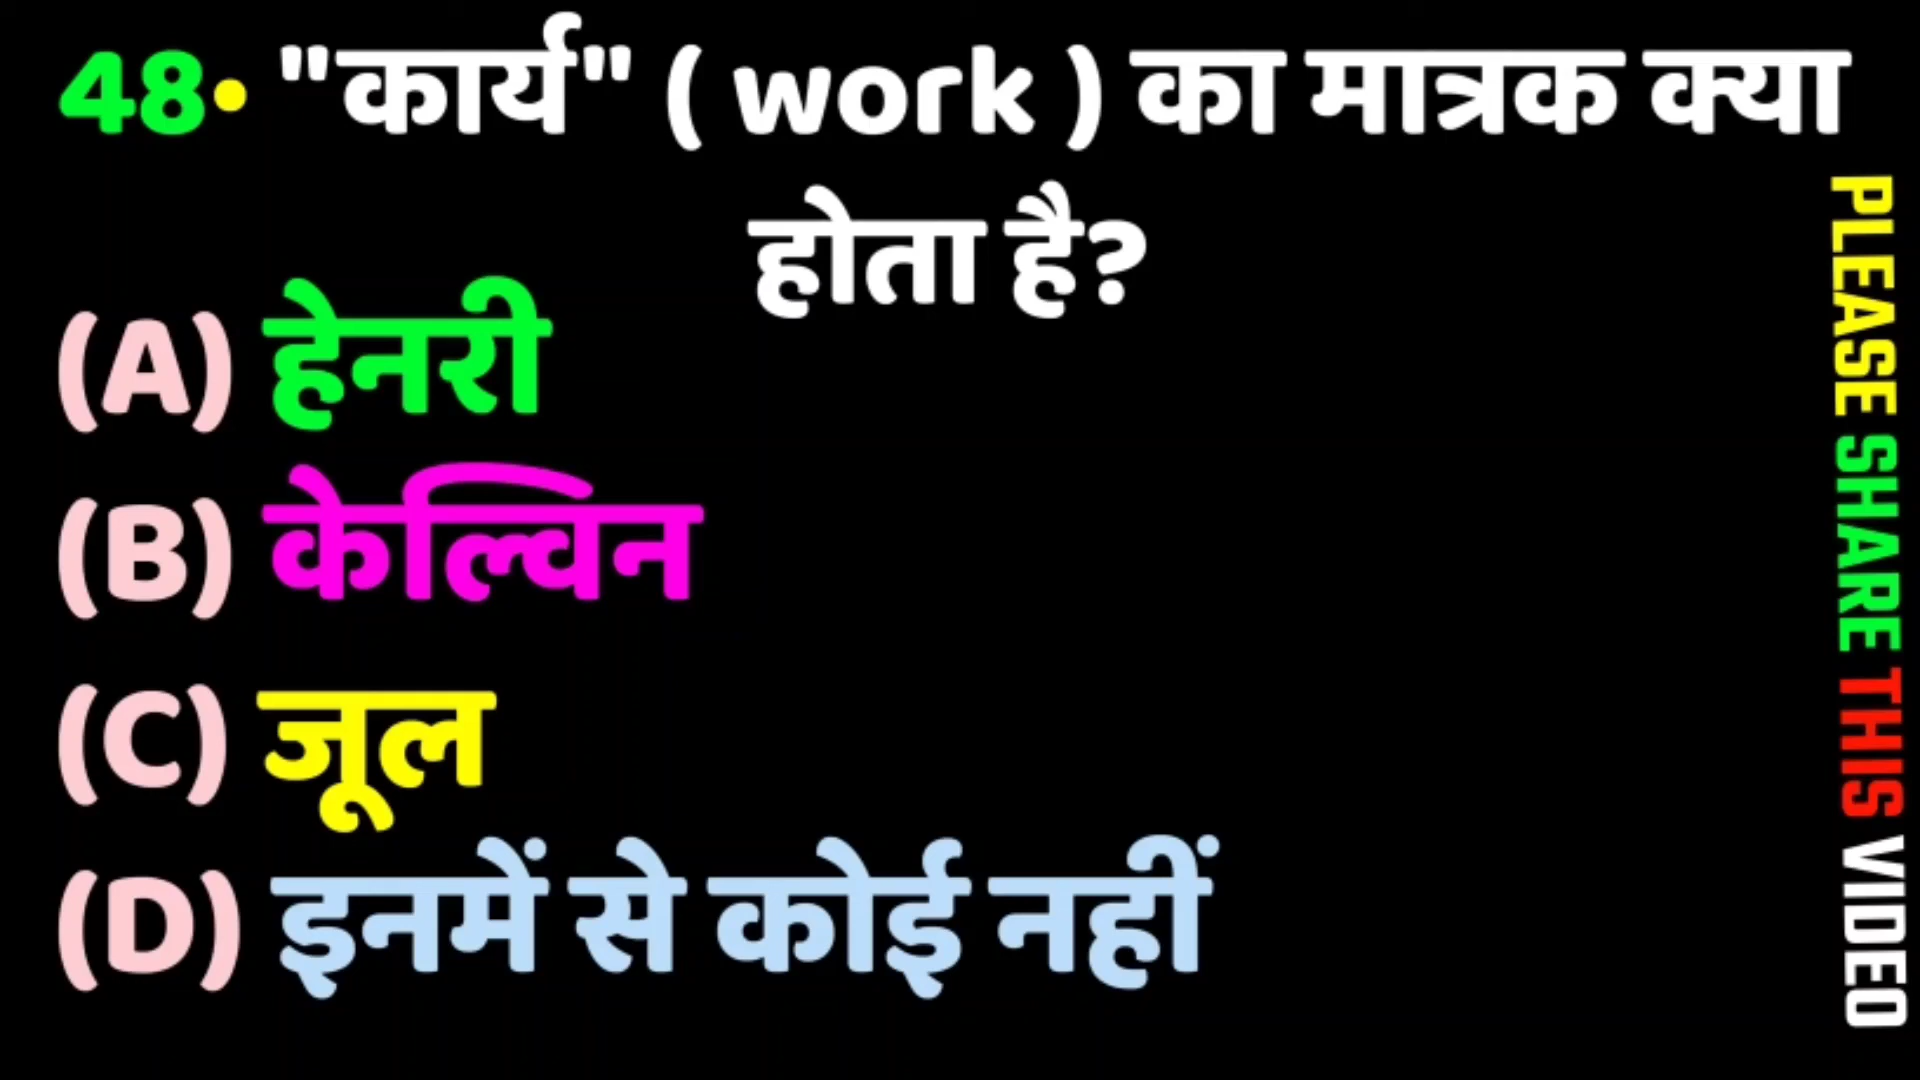 48• "कार्य" ( work ) का मात्रक क्या
होता है?
(A) हेनरी
(B) केल्विन
(C) जूल
(D) इनमें से कोई नहीं
PLEASE SHARE THIS VIDEO